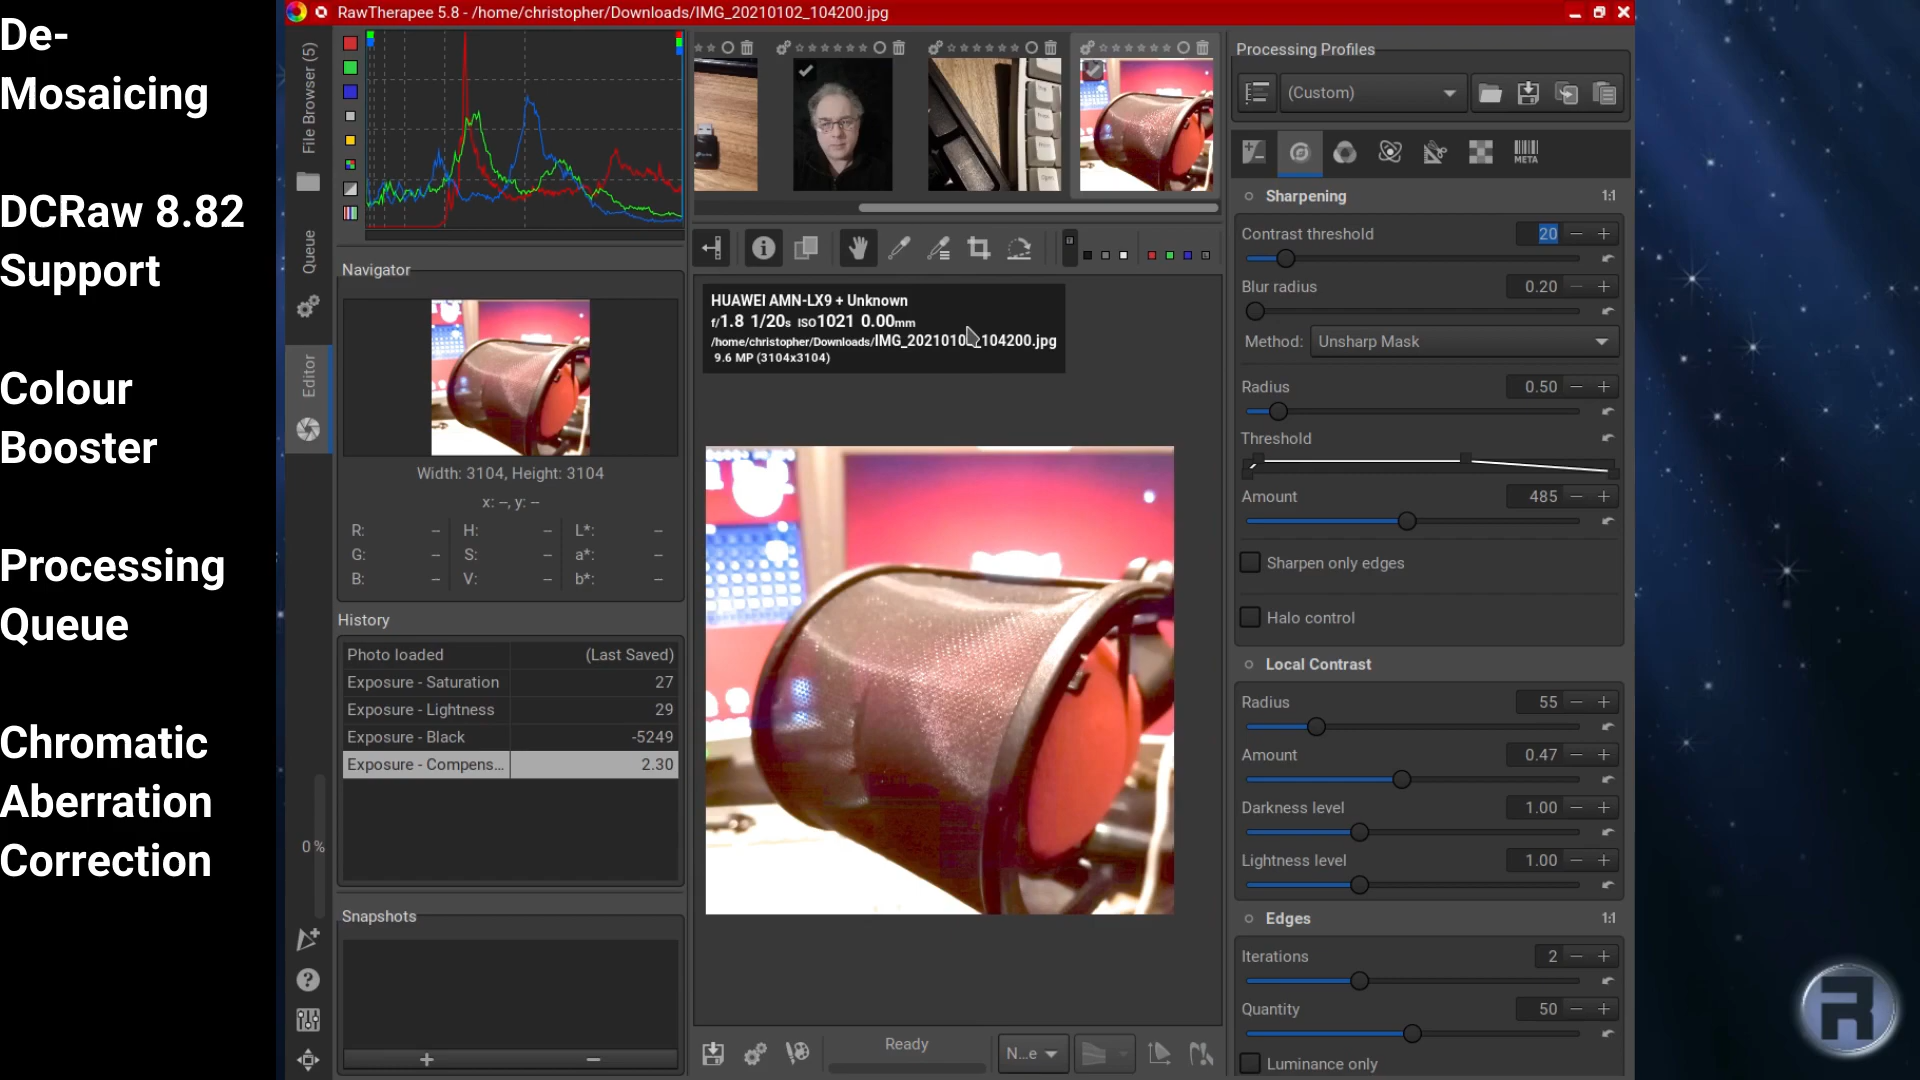 De-
Mosaicing
DCRaw 8.82
Support
Colour
Booster
Processing
Queue
Chromatic
Aberration
Correction
RawTherapee 5.8 - /home/christopher/Downloads/IMG_20210102_104200.jpg
File Browser (5)
Queue
Editor
0 %
Navigator
Width: 3104, Height: 3104
x: --, y: --
R: -- H: -- L*: --
G: -- S: -- a*: --
B: -- V: -- b*: --
History
Photo loaded (Last Saved)
Exposure - Saturation 27
Exposure - Lightness 29
Exposure - Black -5249
Exposure - Compens... 2.30
Snapshots
HUAWEI AMN-LX9 + Unknown
f/1.8 1/20s ISO1021 0.00mm
/home/christopher/Downloads/IMG_20210102_104200.jpg
9.6 MP (3104x3104)
Ready
N...e
Processing Profiles
(Custom)
META
Sharpening 1:1
Contrast threshold 20
Blur radius 0.20
Method: Unsharp Mask
Radius 0.50
Threshold
Amount 485
Sharpen only edges
Halo control
Local Contrast
Radius 55
Amount 0.47
Darkness level 1.00
Lightness level 1.00
Edges 1:1
Iterations 2
Quantity 50
Luminance only